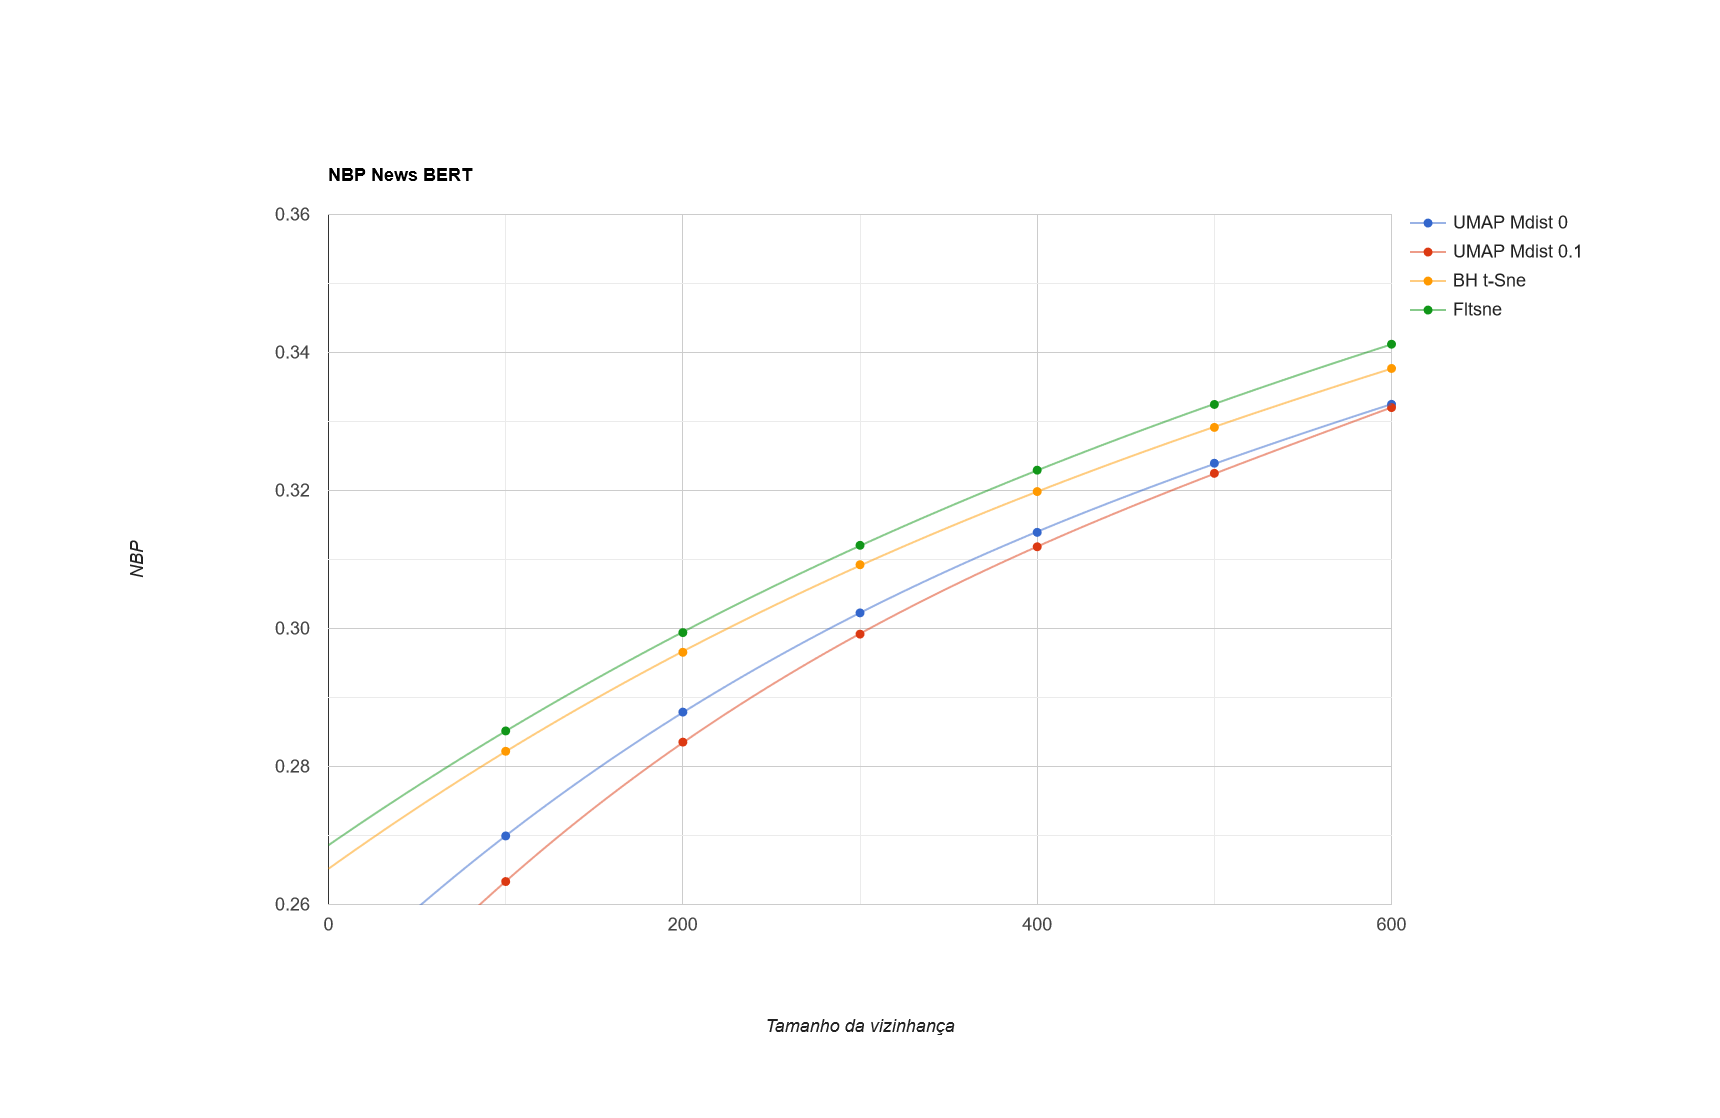 NBP News BERT
0.36
0.34
0.32
0.30
0.28
0.26
0
200
400
600
NBP
Tamanho da vizinhança
UMAP Mdist 0
UMAP Mdist 0.1
BH t-Sne
FItsne